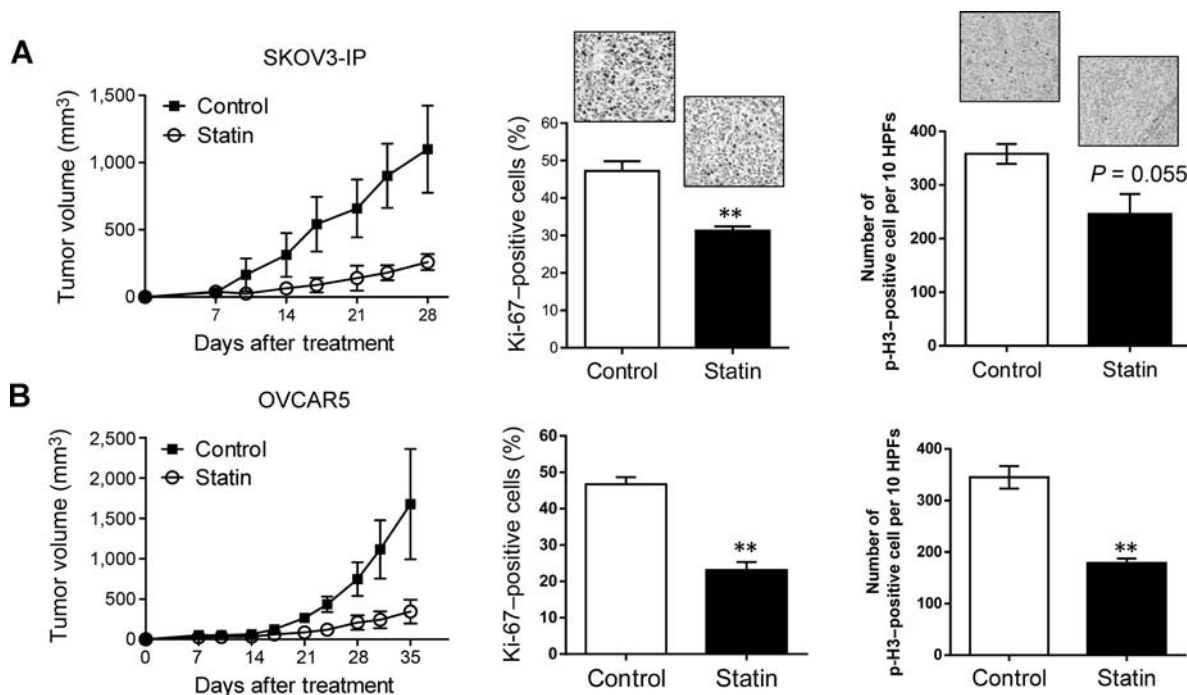 A
SKOV3-IP
Tumor volume (mm³)
1,500
1,000
500
0
Control
Statin
7
14
21
28
Days after treatment
Ki-67–positive cells (%)
60
50
40
30
20
10
0
**
Control
Statin
Number of
p-H3–positive cell per 10 HPFs
400
300
200
100
0
P = 0.055
Control
Statin
B
OVCAR5
Tumor volume (mm³)
2,500
2,000
1,500
1,000
500
0
Control
Statin
0
7
14
21
28
35
Days after treatment
Ki-67–positive cells (%)
60
50
40
30
20
10
0
**
Control
Statin
Number of
p-H3–positive cell per 10 HPFs
400
300
200
100
0
**
Control
Statin